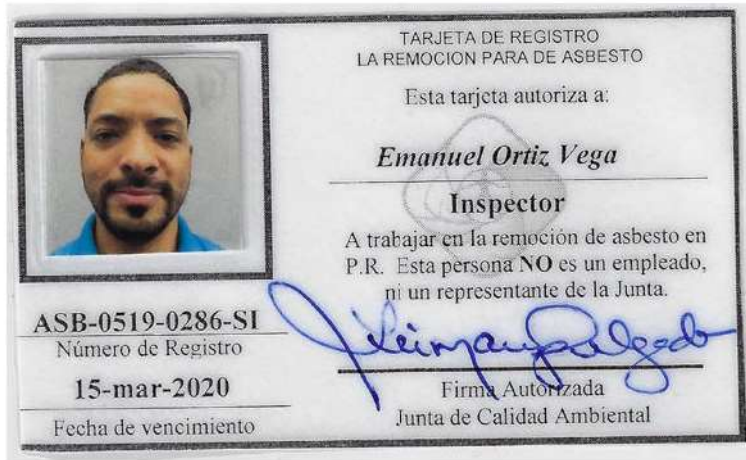 TARJETA DE REGISTRO
LA REMOCION PARA DE ASBESTO
Esta tarjeta autoriza a:
Emanuel Ortiz Vega
Inspector
A trabajar en la remoción de asbesto en
P.R. Esta persona NO es un empleado,
ni un representante de la Junta.
Firma Autorizada
Junta de Calidad Ambiental
ASB-0519-0286-SI
Número de Registro
15-mar-2020
Fecha de vencimiento